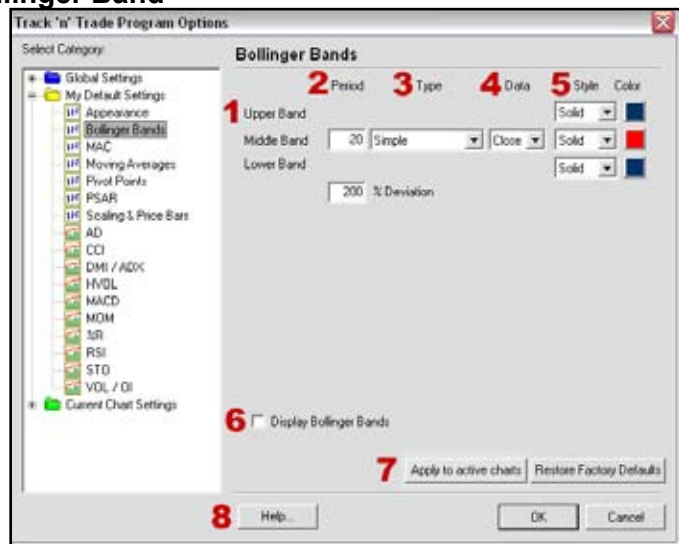 llinger Band
Track 'n' Trade Program Options
Select Category:
Bollinger Bands
Global Settings
My Default Settings
Appearance
Bollinger Bands
MAC
Moving Averages
Pivot Points
PSAR
Scaling & Price Bars
AD
CCI
DMI / ADX
HVOL
MACD
MOM
%R
RSI
STO
VOL / OI
Current Chart Settings
2 Period 3 Type 4 Data 5 Style Color
1 Upper Band Solid
Middle Band 20 Simple Close Solid
Lower Band Solid
200 % Deviation
6 Display Bollinger Bands
7 Apply to active charts Restore Factory Defaults
8 Help... OK Cancel